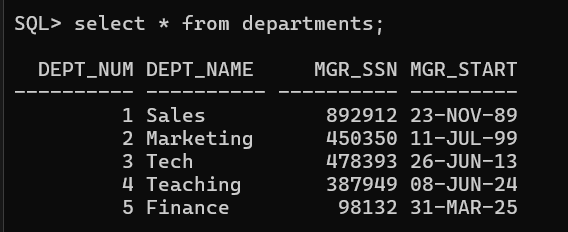 SQL> select * from departments;
  DEPT_NUM DEPT_NAME     MGR_SSN MGR_START
---------- ---------- ---------- ---------
         1 Sales          892912 23-NOV-89
         2 Marketing      450350 11-JUL-99
         3 Tech           478393 26-JUN-13
         4 Teaching       387949 08-JUN-24
         5 Finance         98132 31-MAR-25